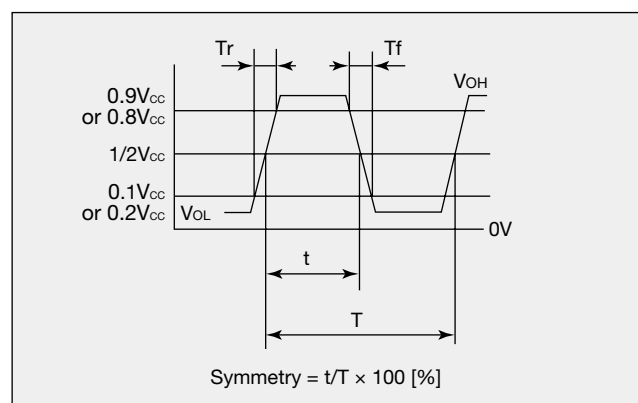 Tr
Tf
VOH
0.9Vcc
or 0.8Vcc
1/2Vcc
0.1Vcc
or 0.2Vcc
VOL
0V
t
T
Symmetry = t/T × 100 [%]